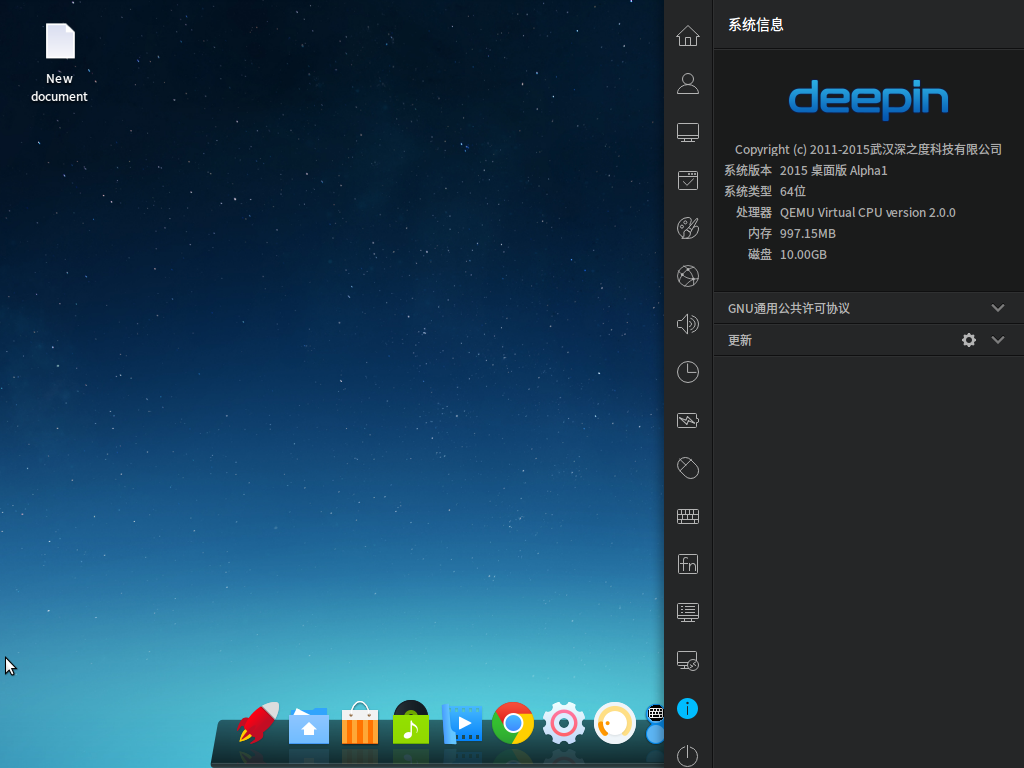 New
document
系统信息
deepin
Copyright (c) 2011-2015武汉深之度科技有限公司
系统版本 2015 桌面版 Alpha1
系统类型 64位
处理器 QEMU Virtual CPU version 2.0.0
内存 997.15MB
磁盘 10.00GB
GNU通用公共许可协议
更新
fn